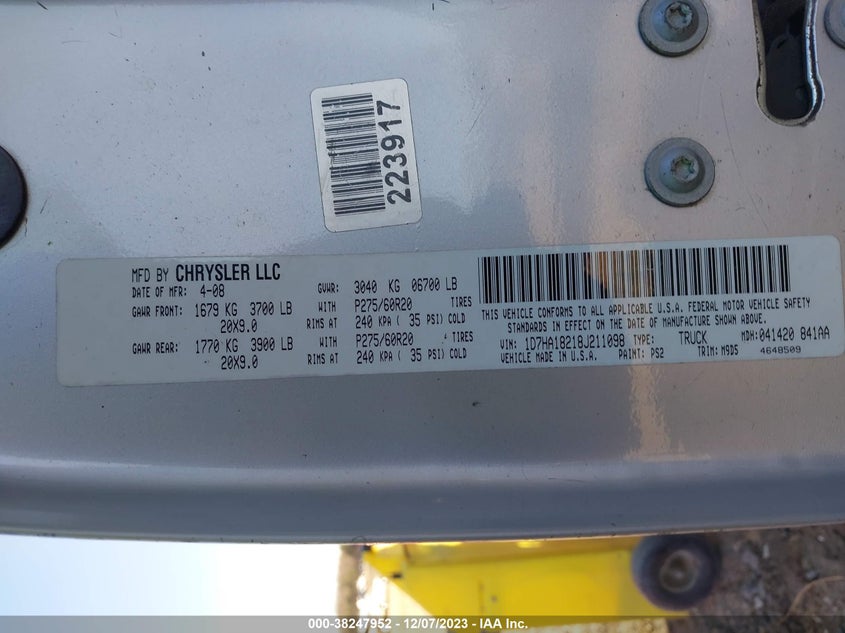 223917
MFD BY CHRYSLER LLC
DATE OF MFR: 4-08 GVWR: 3040 KG 06700 LB
GAWR FRONT: 1679 KG 3700 LB WITH P275/60R20 TIRES
20X9.0 RIMS AT 240 KPA ( 35 PSI) COLD
GAWR REAR: 1770 KG 3900 LB WITH P275/60R20 TIRES
20X9.0 RIMS AT 240 KPA ( 35 PSI) COLD
THIS VEHICLE CONFORMS TO ALL APPLICABLE U.S.A. FEDERAL MOTOR VEHICLE SAFETY
STANDARDS IN EFFECT ON THE DATE OF MANUFACTURE SHOWN ABOVE.
VIN: 1D7HA18218J211098 TYPE: TRUCK MDH: 041420 841AA
VEHICLE MADE IN U.S.A. PAINT: PS2 TRIM: M9D5 4648509
000-38247952 - 12/07/2023 - IAA Inc.